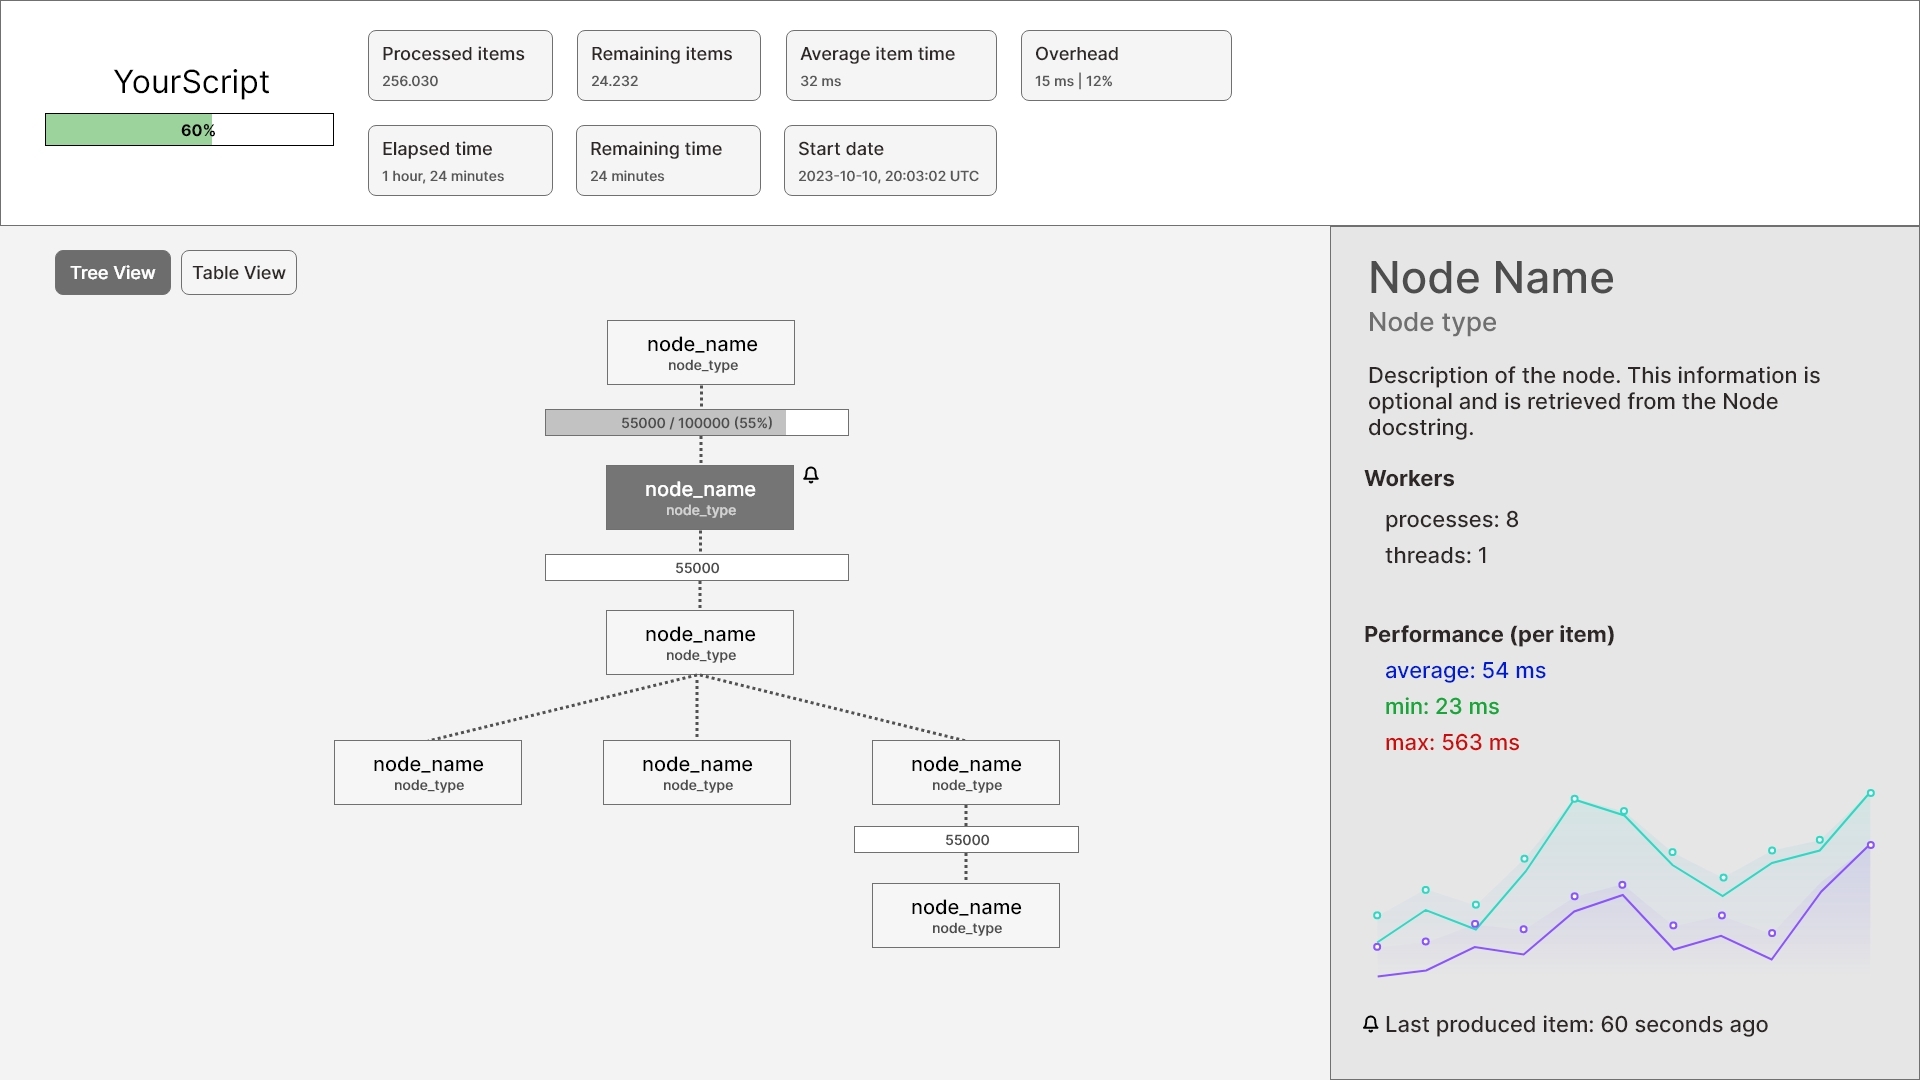 YourScript
60%
Processed items
256.030
Remaining items
24.232
Average item time
32 ms
Overhead
15 ms | 12%
Elapsed time
1 hour, 24 minutes
Remaining time
24 minutes
Start date
2023-10-10, 20:03:02 UTC
Tree View
Table View
node_name
node_type
55000 / 100000 (55%)
node_name
node_type
55000
node_name
node_type
node_name
node_type
node_name
node_type
node_name
node_type
55000
node_name
node_type
Node Name
Node type
Description of the node. This information is
optional and is retrieved from the Node
docstring.
Workers
processes: 8
threads: 1
Performance (per item)
average: 54 ms
min: 23 ms
max: 563 ms
Last produced item: 60 seconds ago